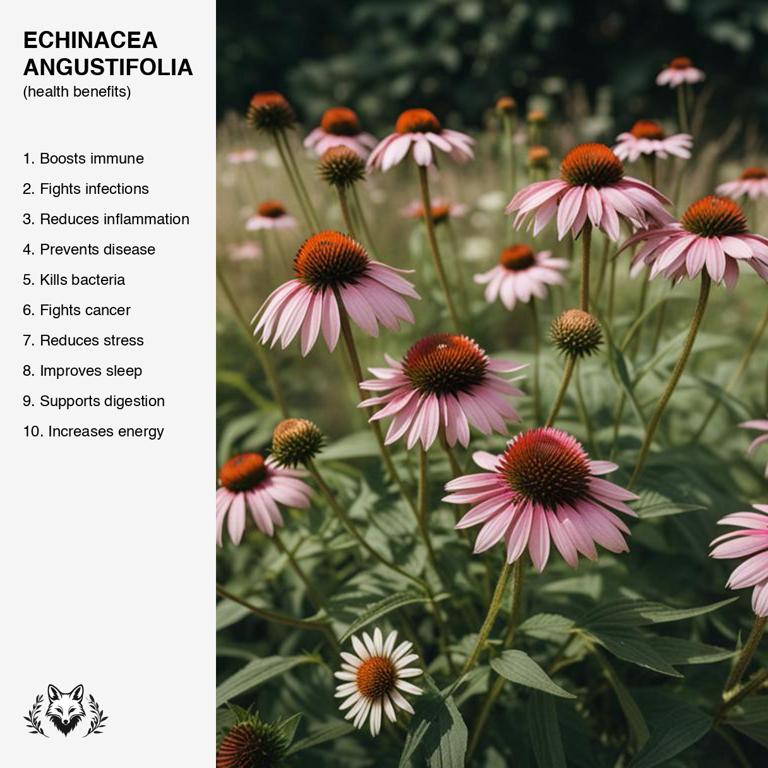 ECHINACEA
ANGUSTIFOLIA
(health benefits)
1. Boosts immune
2. Fights infections
3. Reduces inflammation
4. Prevents disease
5. Kills bacteria
6. Fights cancer
7. Reduces stress
8. Improves sleep
9. Supports digestion
10. Increases energy